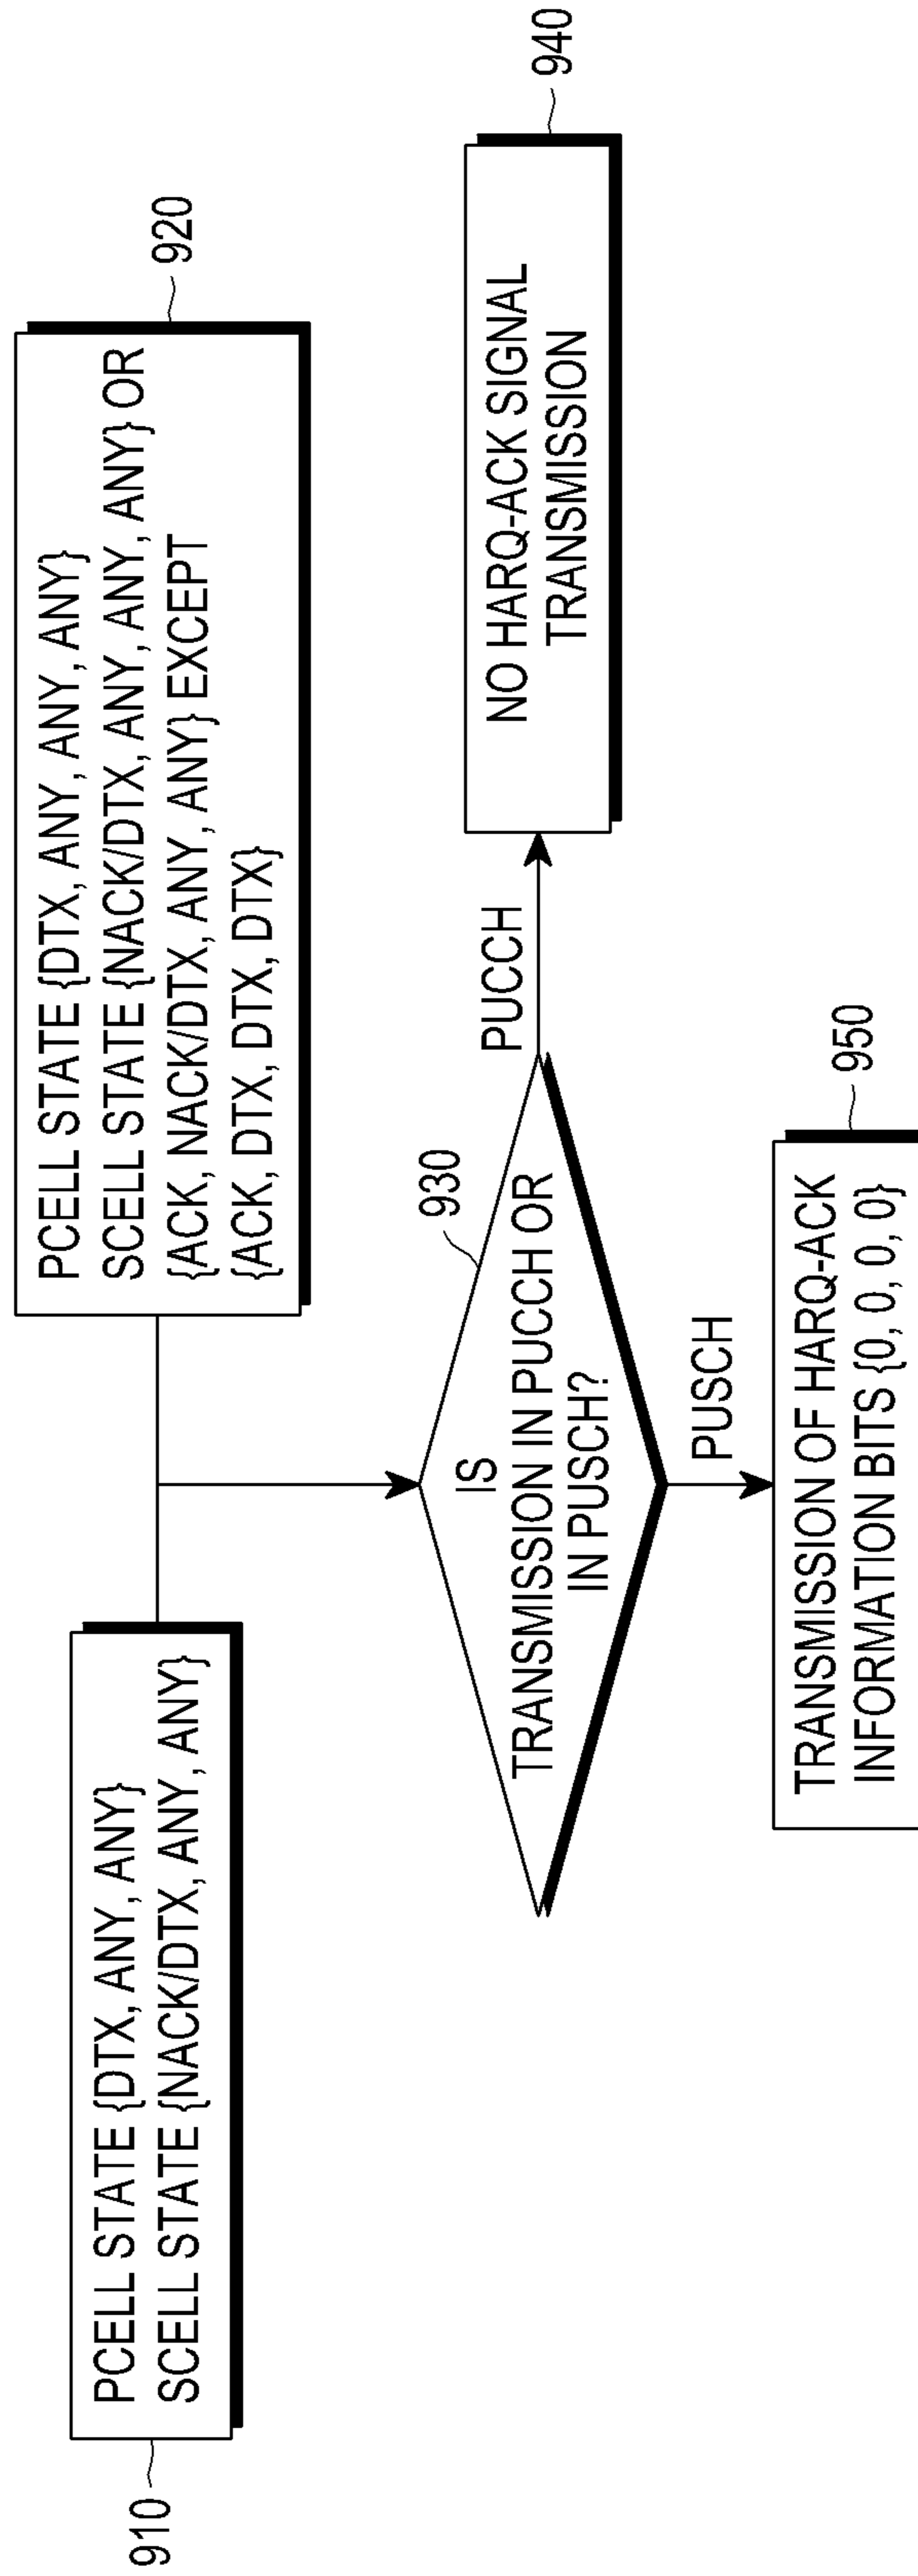 910
PCELL STATE {DTX, ANY, ANY}
SCELL STATE {NACK/DTX, ANY, ANY}
920
PCELL STATE {DTX, ANY, ANY, ANY}
SCELL STATE {NACK/DTX, ANY, ANY, ANY} OR
{ACK, NACK/DTX, ANY, ANY} EXCEPT
{ACK, DTX, DTX, DTX}
930
IS
TRANSMISSION IN PUCCH OR
IN PUSCH?
PUCCH
940
NO HARQ-ACK SIGNAL
TRANSMISSION
PUSCH
950
TRANSMISSION OF HARQ-ACK
INFORMATION BITS {0, 0, 0, 0}